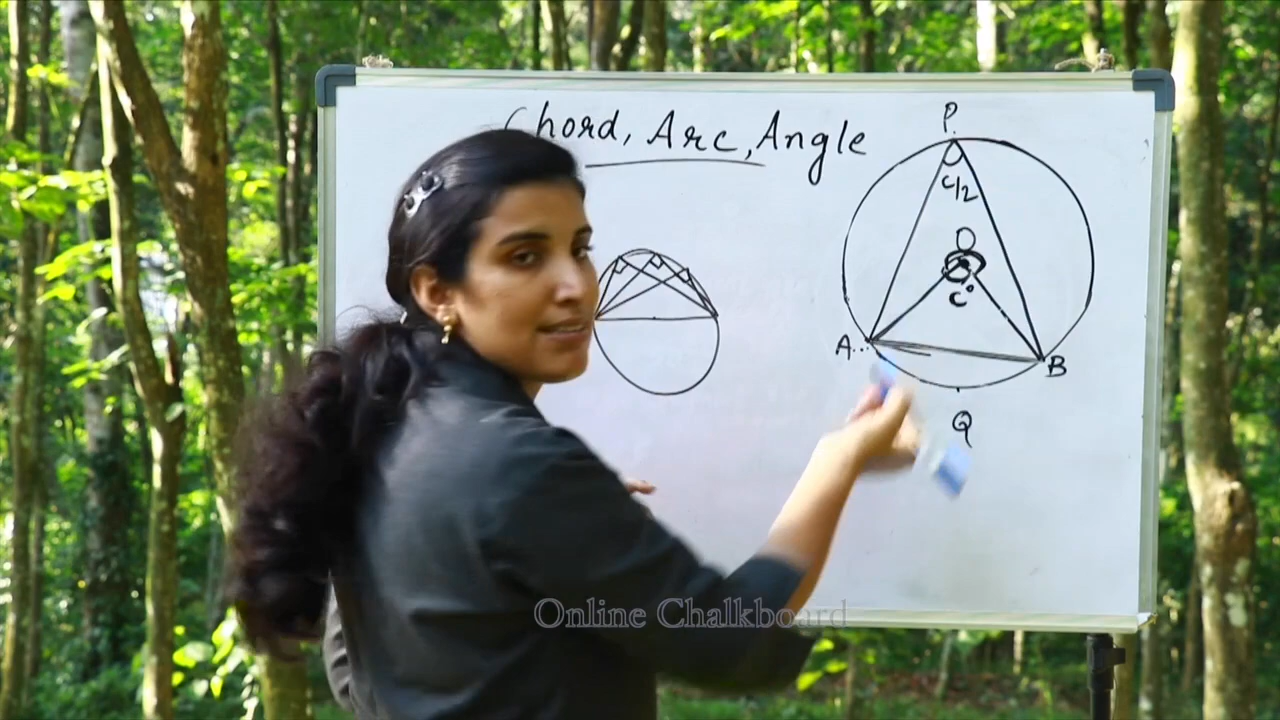 Chord, Arc, Angle
P.
C/2
O
C°
A...
B
Q
Online Chalkboard